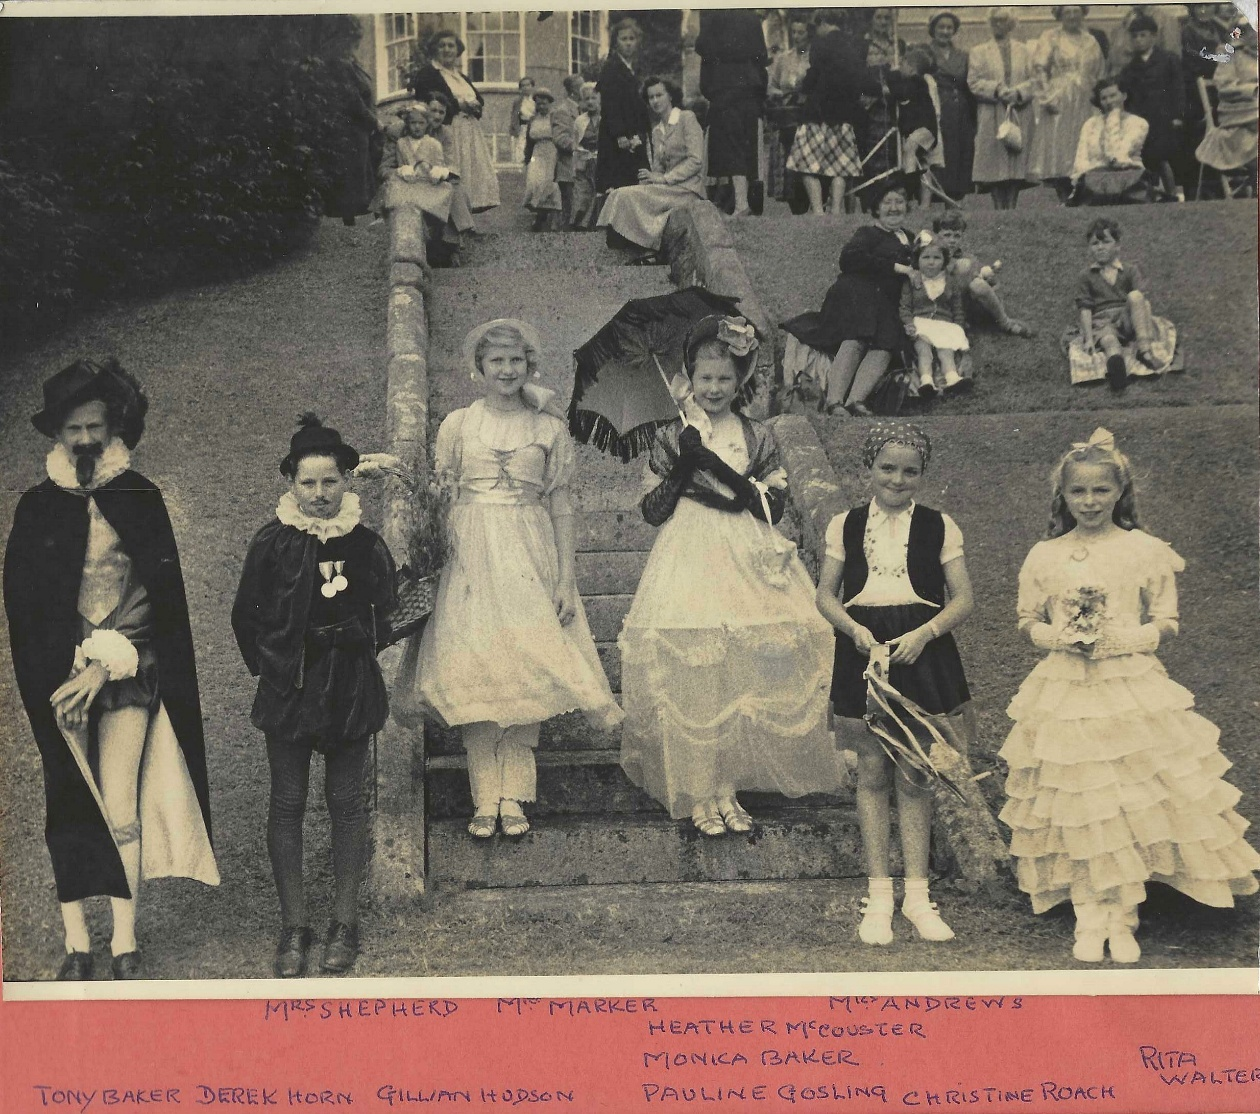 MRS SHEPHERD MRS MARKER MRS ANDREWS
HEATHER McCOUSTER
MONICA BAKER
RITA WALTER
TONY BAKER DEREK HORN GILLIAN HUDSON PAULINE GOSLING CHRISTINE ROACH